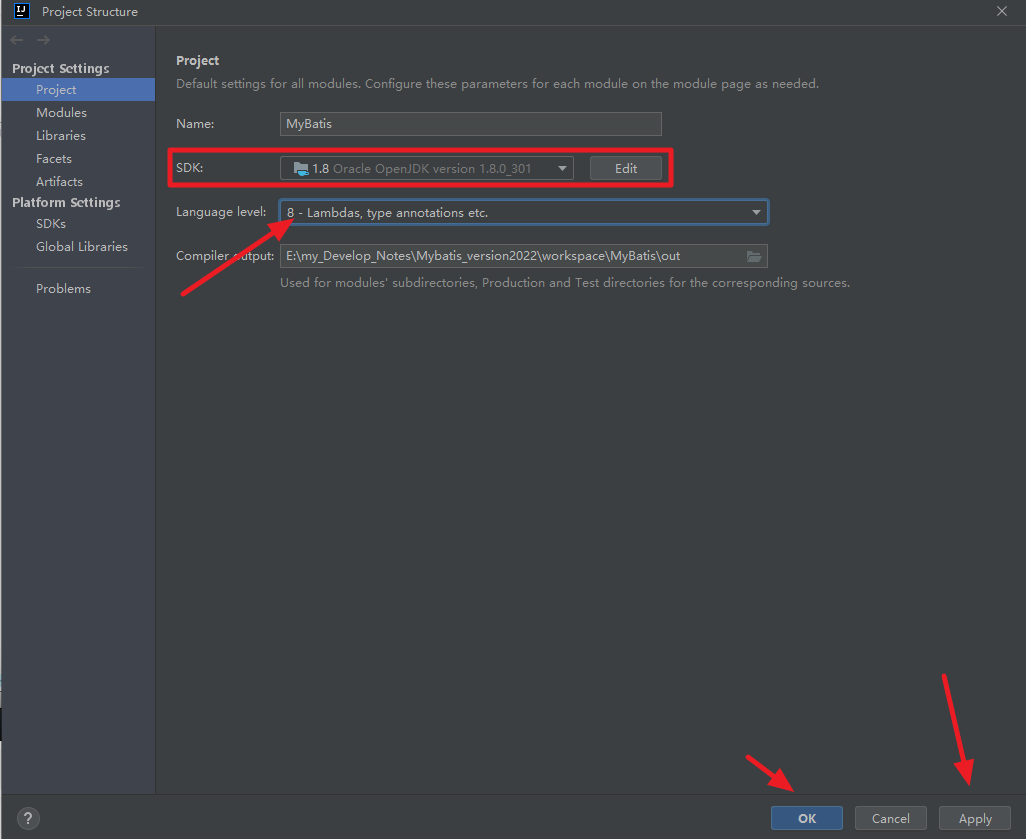 IJ Project Structure
Project Settings
Project
Modules
Libraries
Facets
Artifacts
Platform Settings
SDKs
Global Libraries
Problems
Project
Default settings for all modules. Configure these parameters for each module on the module page as needed.
Name: MyBatis
SDK: 1.8 Oracle OpenJDK version 1.8.0_301 Edit
Language level: 8 - Lambdas, type annotations etc.
Compiler output: E:\my_Develop_Notes\Mybatis_version2022\workspace\MyBatis\out
Used for modules' subdirectories, Production and Test directories for the corresponding sources.
? OK Cancel Apply